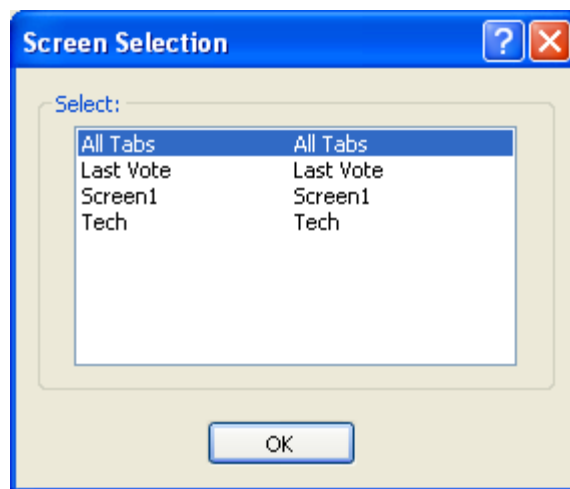 Screen Selection
Select:
All Tabs All Tabs
Last Vote Last Vote
Screen1 Screen1
Tech Tech
OK